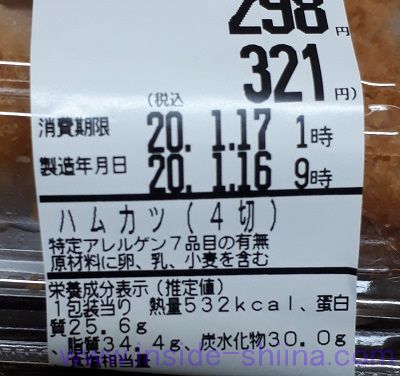 298円
(税込 321円)
消費期限 20. 1.17 1時
製造年月日 20. 1.16 9時
ハムカツ(4切)
特定アレルゲン7品目の有無
原材料に卵、乳、小麦を含む
栄養成分表示(推定値)
1包装当り 熱量532kcal、蛋白
質25.6g
、脂質34.4g、炭水化物30.0g
食塩相当量
www.inside-shiina.com